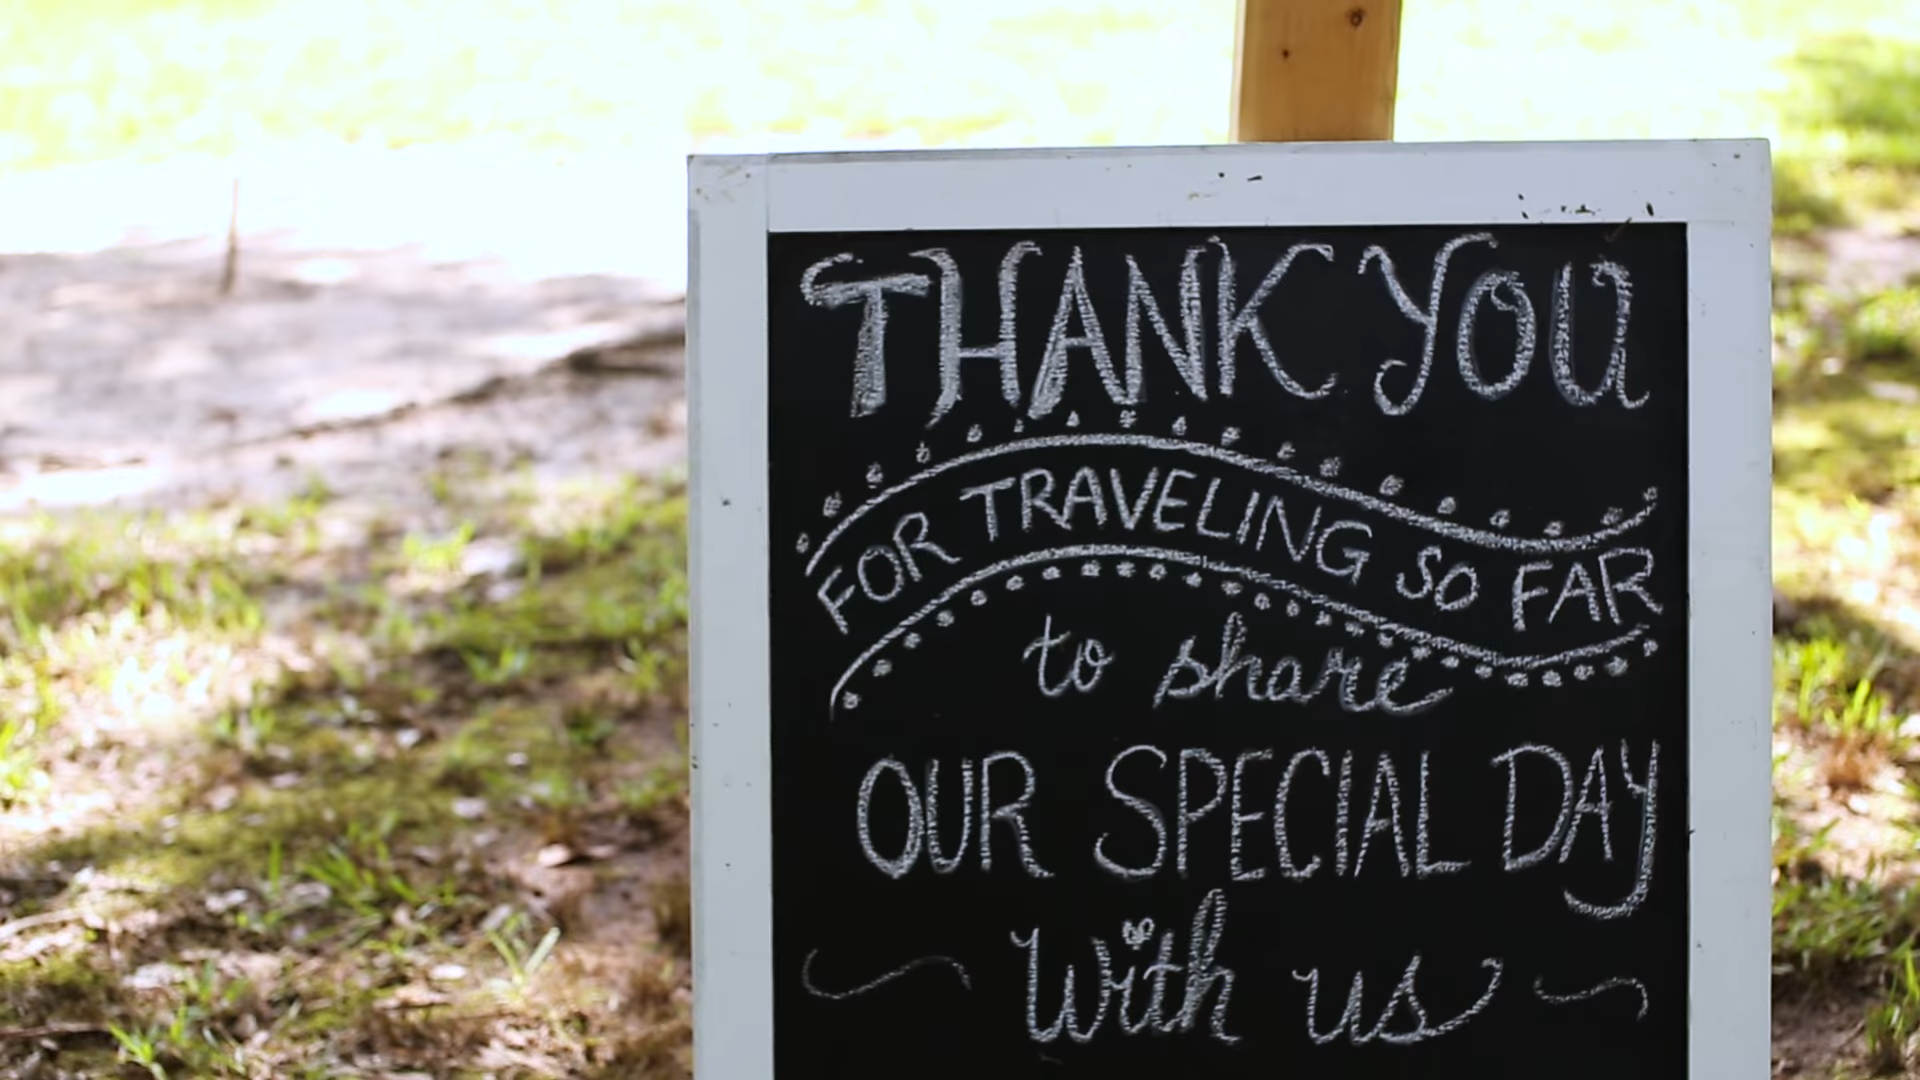 THANK YOU
FOR TRAVELING SO FAR
to share
OUR SPECIAL DAY
with us